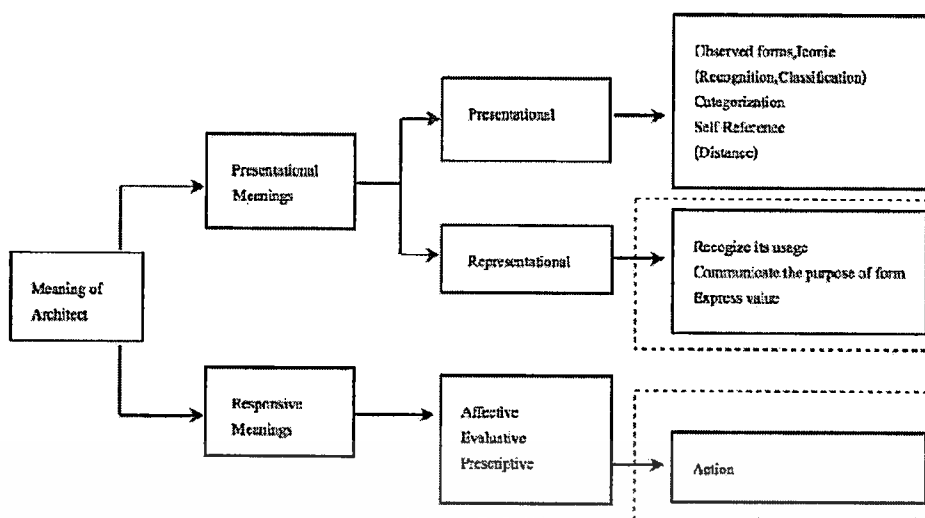 Meaning of
Architect
Presentational
Meanings
Responsive
Meanings
Presentational
Representational
Affective
Evaluative
Prescriptive
Observed forms,Iconic
(Recognition,Classification)
Categorization
Self Reference
(Distance)
Recogize its usage
Communicate the purpose of form
Express value
Action